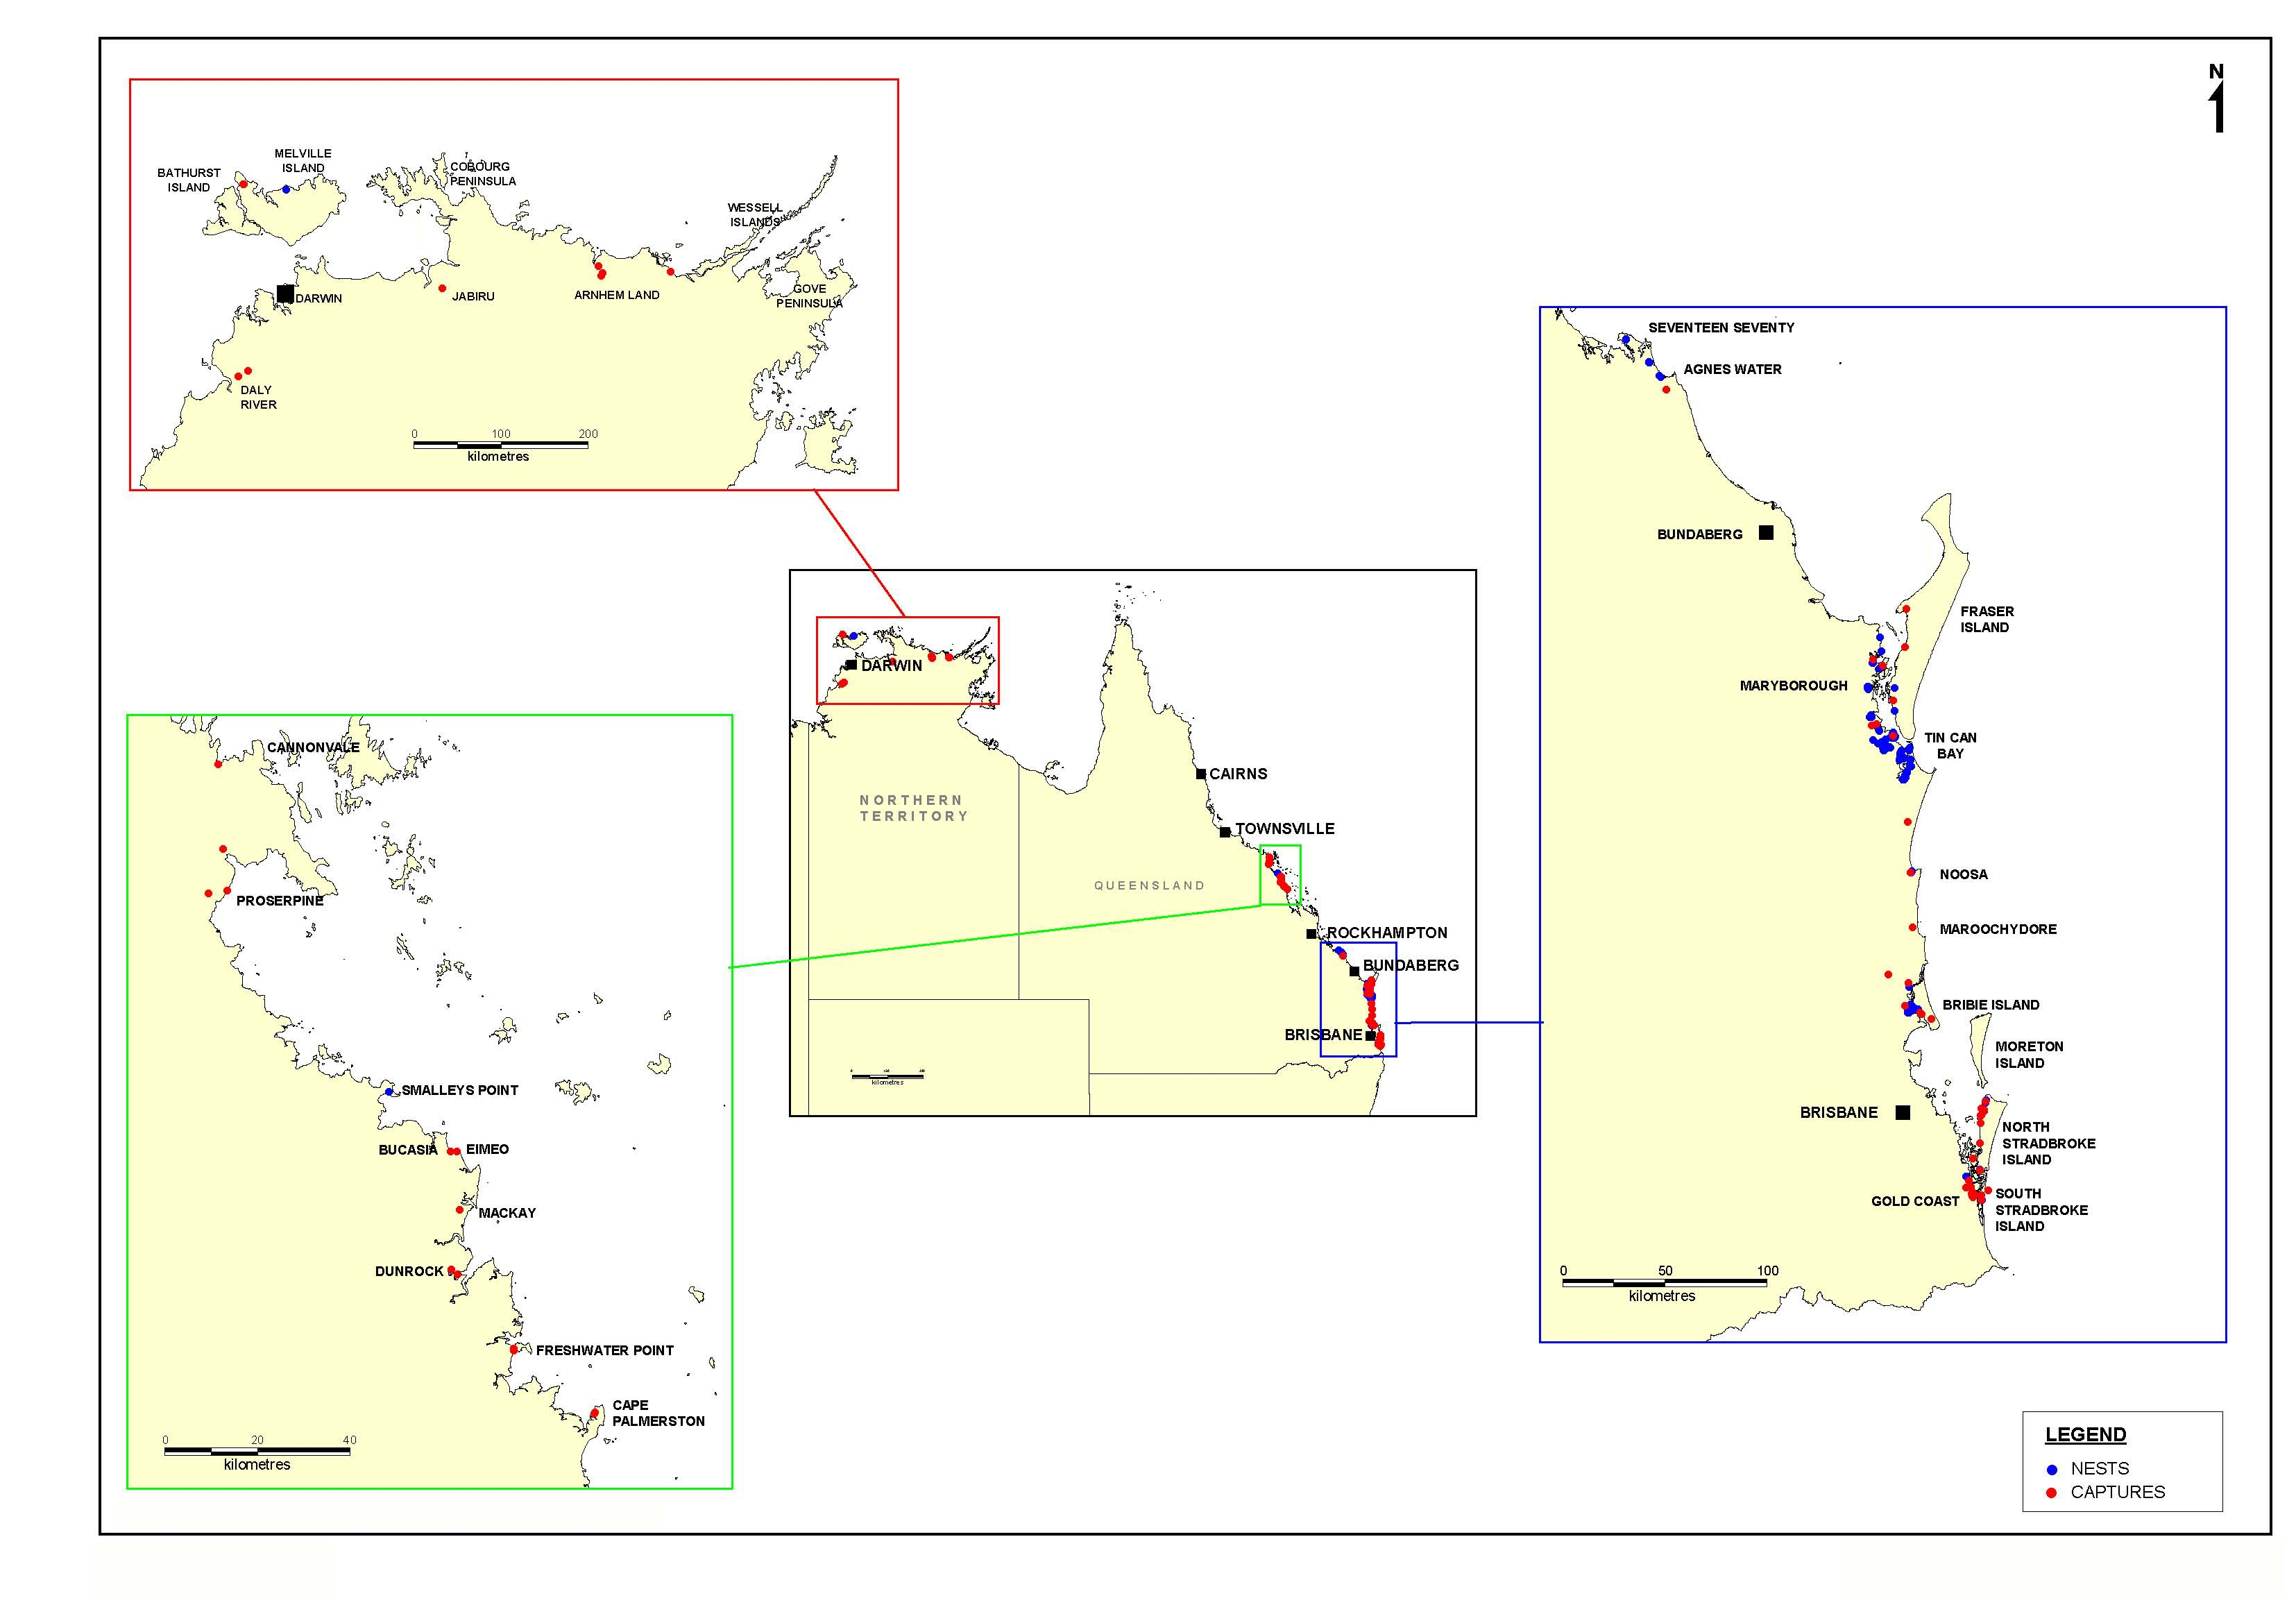 N
MELVILLE
ISLAND
BATHURST
ISLAND
COBOURG
PENINSULA
WESSELL
ISLANDS
DARWIN
JABIRU
ARNHEM LAND
GOVE
PENINSULA
DALY
RIVER
0 100 200
kilometres
SEVENTEEN SEVENTY
AGNES WATER
BUNDABERG
FRASER
ISLAND
MARYBOROUGH
TIN CAN
BAY
NOOSA
MAROOCHYDORE
BRIBIE ISLAND
MORETON
ISLAND
BRISBANE
NORTH
STRADBROKE
ISLAND
GOLD COAST
SOUTH
STRADBROKE
ISLAND
0 50 100
kilometres
DARWIN
CAIRNS
NORTHERN
TERRITORY
TOWNSVILLE
QUEENSLAND
ROCKHAMPTON
BUNDABERG
BRISBANE
kilometres
CANNONVALE
PROSERPINE
SMALLEYS POINT
BUCASIA
EIMEO
MACKAY
DUNROCK
FRESHWATER POINT
CAPE
PALMERSTON
0 20 40
kilometres
LEGEND
NESTS
CAPTURES